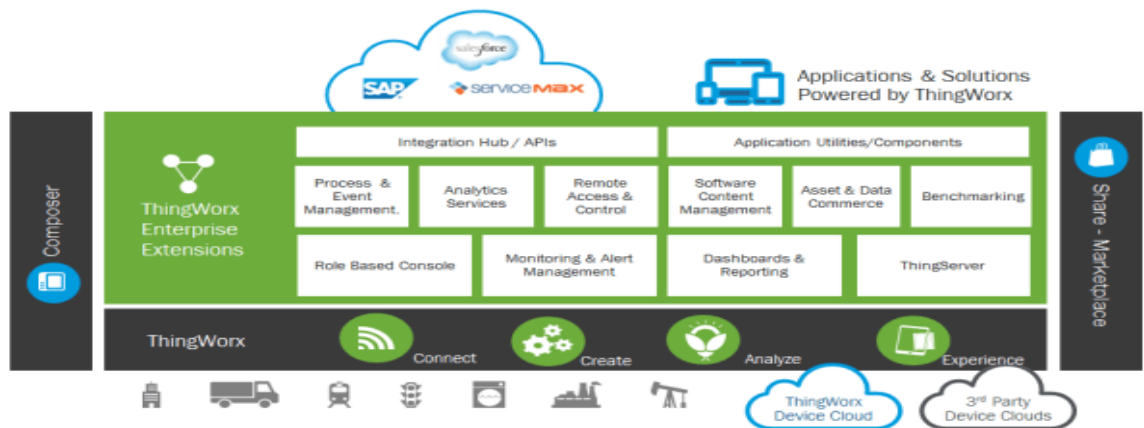 salesforce
SAP
servicemax
Applications & Solutions
Powered by ThingWorx
Composer
ThingWorx
Enterprise
Extensions
Integration Hub / APIs
Application Utilities/Components
Process &
Event
Management.
Analytics
Services
Remote
Access &
Control
Software
Content
Management
Asset & Data
Commerce
Benchmarking
Role Based Console
Monitoring & Alert
Management
Dashboards &
Reporting
ThingServer
Share - Marketplace
ThingWorx
Connect
Create
Analyze
Experience
ThingWorx
Device Cloud
3rd Party
Device Clouds